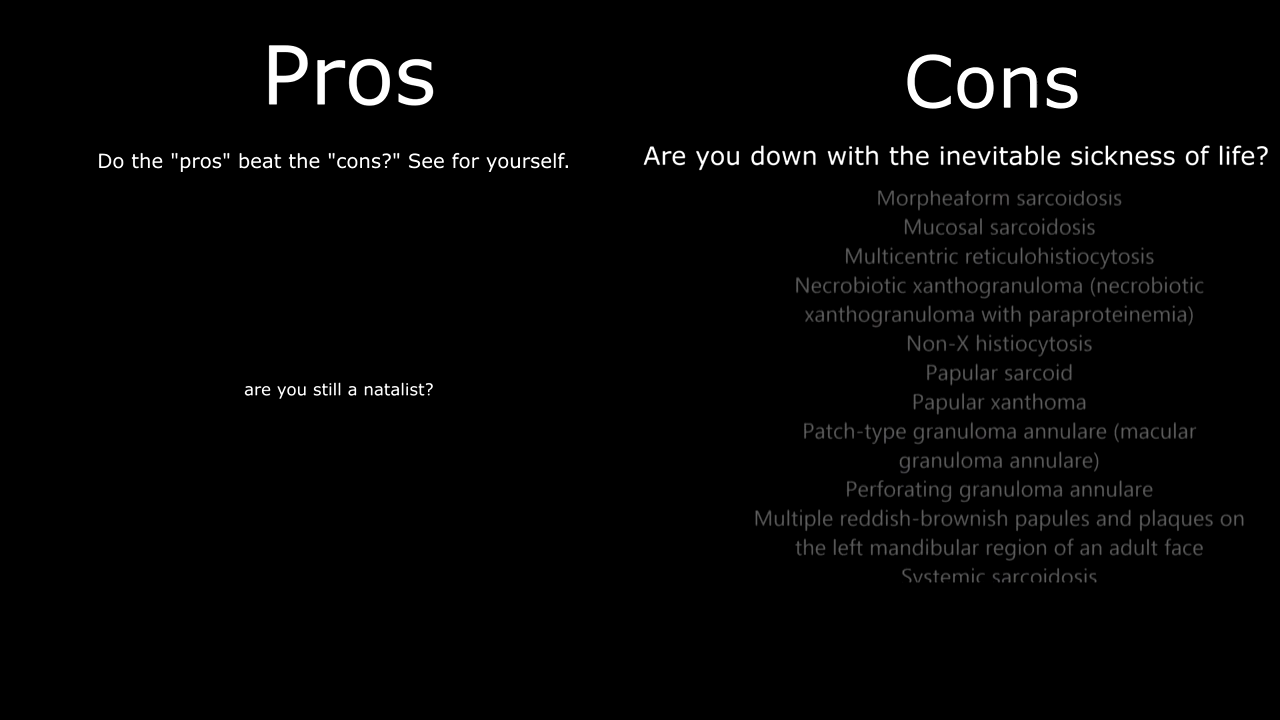 Pros
Do the "pros" beat the "cons?" See for yourself.
are you still a natalist?
Cons
Are you down with the inevitable sickness of life?
Morpheaform sarcoidosis
Mucosal sarcoidosis
Multicentric reticulohistiocytosis
Necrobiotic xanthogranuloma (necrobiotic
xanthogranuloma with paraproteinemia)
Non-X histiocytosis
Papular sarcoid
Papular xanthoma
Patch-type granuloma annulare (macular
granuloma annulare)
Perforating granuloma annulare
Multiple reddish-brownish papules and plaques on
the left mandibular region of an adult face
Systemic sarcoidosis